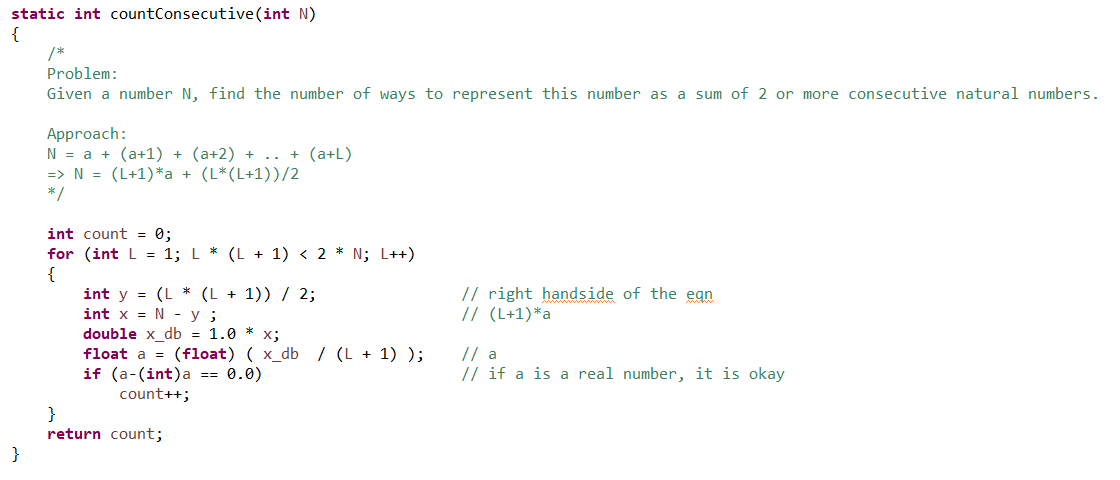 static int countConsecutive(int N)
{
/*
Problem:
Given a number N, find the number of ways to represent this number as a sum of 2 or more consecutive natural numbers.
Approach:
N = a + (a+1) + (a+2) + .. + (a+L)
=> N = (L+1)*a + (L*(L+1))/2
*/
int count = 0;
for (int L = 1; L * (L + 1) < 2 * N; L++)
{
int y = (L * (L + 1)) / 2; // right handside of the eqn
int x = N - y ; // (L+1)*a
double x_db = 1.0 * x;
float a = (float) ( x_db / (L + 1) ); // a
if (a-(int)a == 0.0) // if a is a real number, it is okay
count++;
}
return count;
}